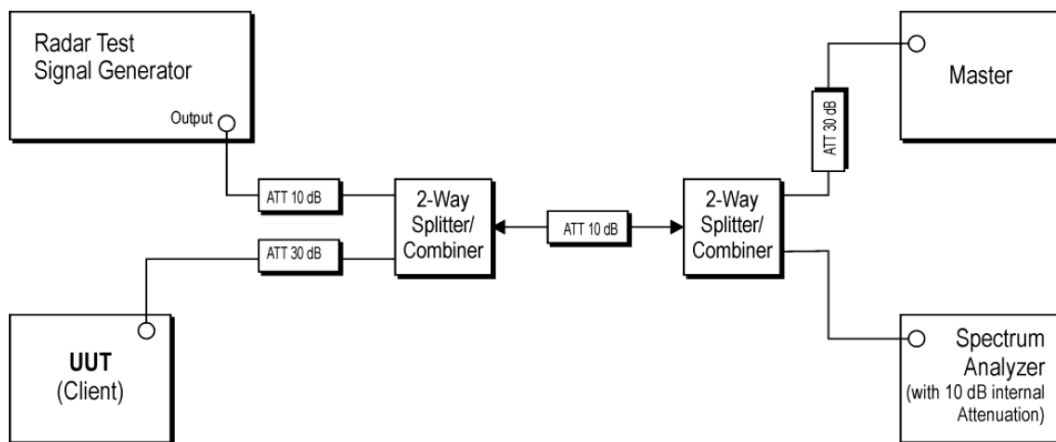 Radar Test
Signal Generator
Output
Master
ATT 30 dB
ATT 10 dB
2-Way
Splitter/
Combiner
ATT 10 dB
2-Way
Splitter/
Combiner
ATT 30 dB
UUT
(Client)
Spectrum
Analyzer
(with 10 dB internal
Attenuation)